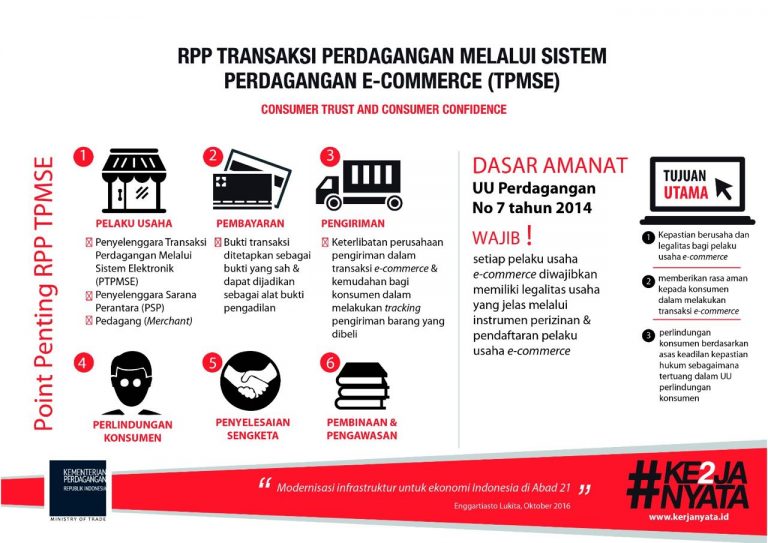 RPP TRANSAKSI PERDAGANGAN MELALUI SISTEM
PERDAGANGAN E-COMMERCE (TPMSE)
CONSUMER TRUST AND CONSUMER CONFIDENCE
Point Penting RPP TPMSE
1
PELAKU USAHA
Penyelenggara Transaksi
Perdagangan Melalui
Sistem Elektronik
(PTPMSE)
Penyelenggara Sarana
Perantara (PSP)
Pedagang (Merchant)
2
PEMBAYARAN
Bukti transaksi
ditetapkan sebagai
bukti yang sah &
dapat dijadikan
sebagai alat bukti
pengadilan
3
PENGIRIMAN
Keterlibatan perusahaan
pengiriman dalam
transaksi e-commerce &
kemudahan bagi
konsumen dalam
melakukan tracking
pengiriman barang yang
dibeli
4
PERLINDUNGAN
KONSUMEN
5
PENYELESAIAN
SENGKETA
6
PEMBINAAN &
PENGAWASAN
DASAR AMANAT
UU Perdagangan
No 7 tahun 2014
WAJIB !
setiap pelaku usaha
e-commerce diwajibkan
memiliki legalitas usaha
yang jelas melalui
instrumen perizinan &
pendaftaran pelaku
usaha e-commerce
TUJUAN
UTAMA
1 Kepastian berusaha dan
legalitas bagi pelaku
usaha e-commerce
2 memberikan rasa aman
kepada konsumen
dalam melakukan
transaksi e-commerce
3 perlindungan
konsumen berdasarkan
asas keadilan kepastian
hukum sebagaimana
tertuang dalam UU
perlindungan
konsumen
KEMENTERIAN
PERDAGANGAN
REPUBLIK INDONESIA
MINISTRY OF TRADE
“ Modernisasi infrastruktur untuk ekonomi Indonesia di Abad 21 ”
Enggartiasto Lukita, Oktober 2016
#KE2JA
NYATA
www.kerjanyata.id